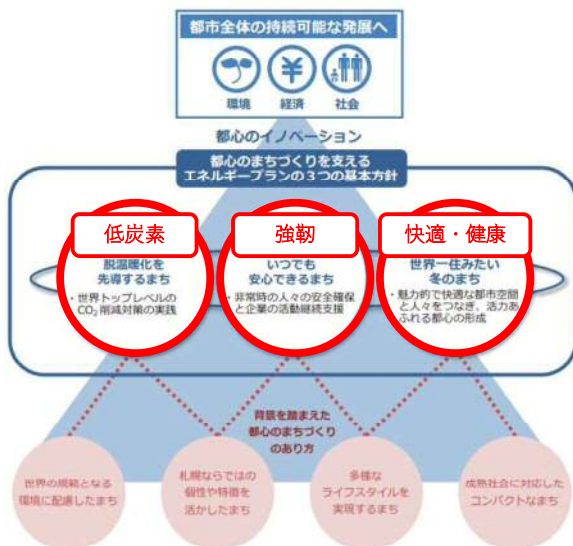 都市全体の持続可能な発展へ
¥
環境 経済 社会
都心のイノベーション
都心のまちづくりを支える
エネルギープランの3つの基本方針
低炭素
脱温暖化を
先導するまち
・世界トップレベルの
CO₂削減対策の実践
強靭
いつでも
安心できるまち
・非常時の人々の安全確保
と企業の活動継続支援
快適・健康
世界一住みたい
冬のまち
・魅力的で快適な都市空間
と人々をつなぎ、活力あ
ふれる都心の形成
背景を踏まえた
都心のまちづくり
のあり方
世界の規範となる
環境に配慮したまち
札幌ならではの
個性や特徴を
活かしたまち
多様な
ライフスタイルを
実現するまち
成熟社会に対応した
コンパクトなまち